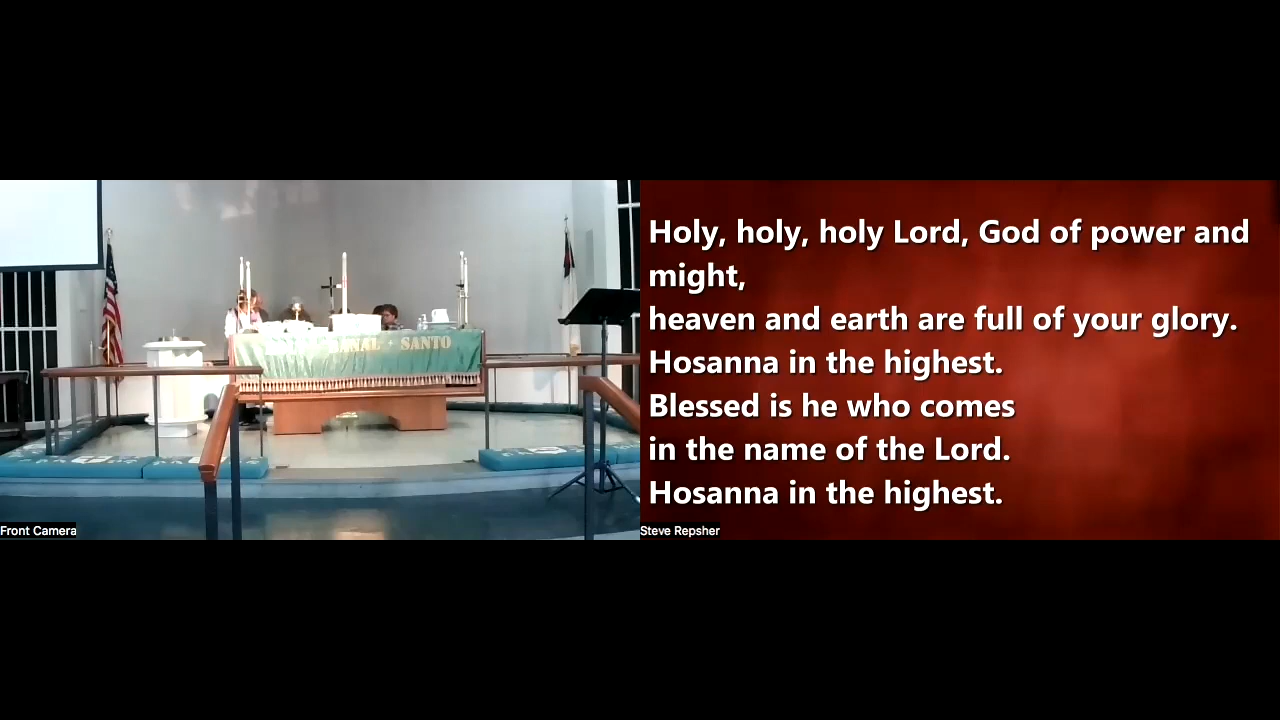 SANTO
Front Camera
Holy, holy, holy Lord, God of power and
might,
heaven and earth are full of your glory.
Hosanna in the highest.
Blessed is he who comes
in the name of the Lord.
Hosanna in the highest.
Steve Repsher